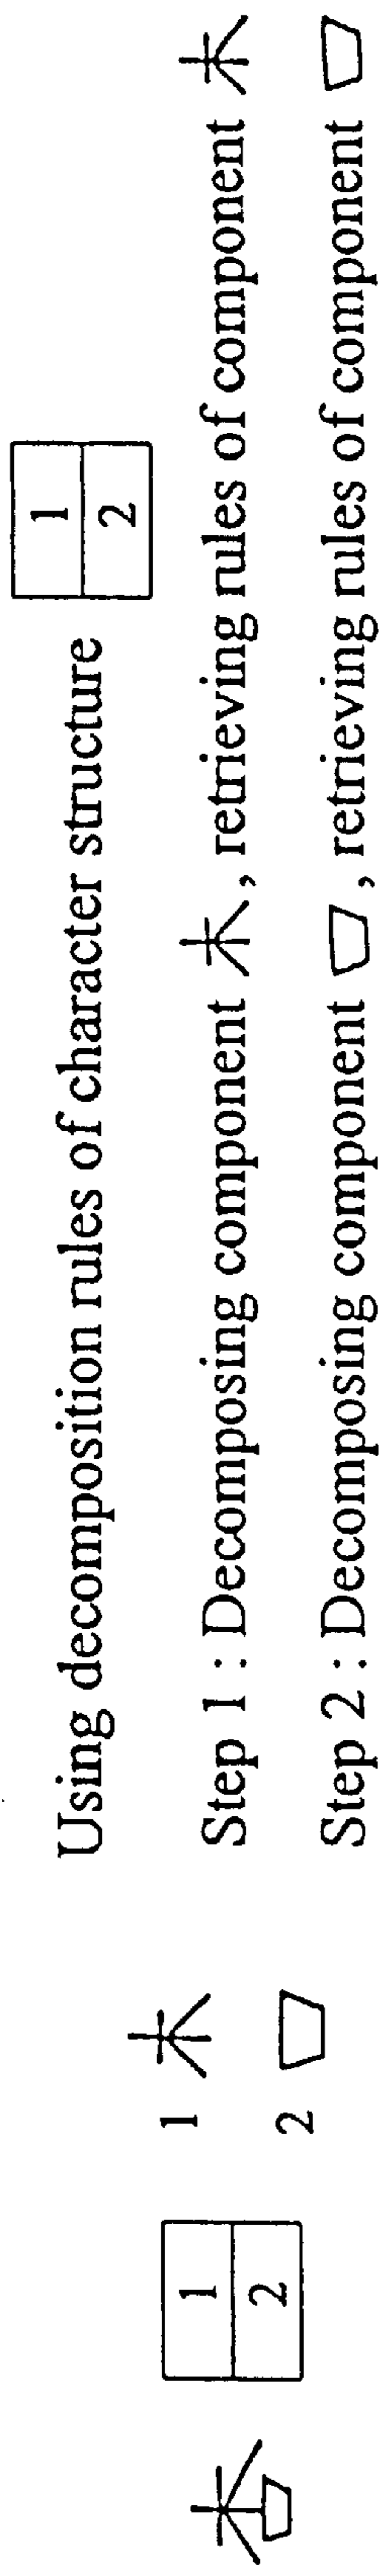 杏
1
2
1 木
2 口
Using decomposition rules of character structure
1
2
Step 1 : Decomposing component 木, retrieving rules of component 木
Step 2 : Decomposing component 口, retrieving rules of component 口